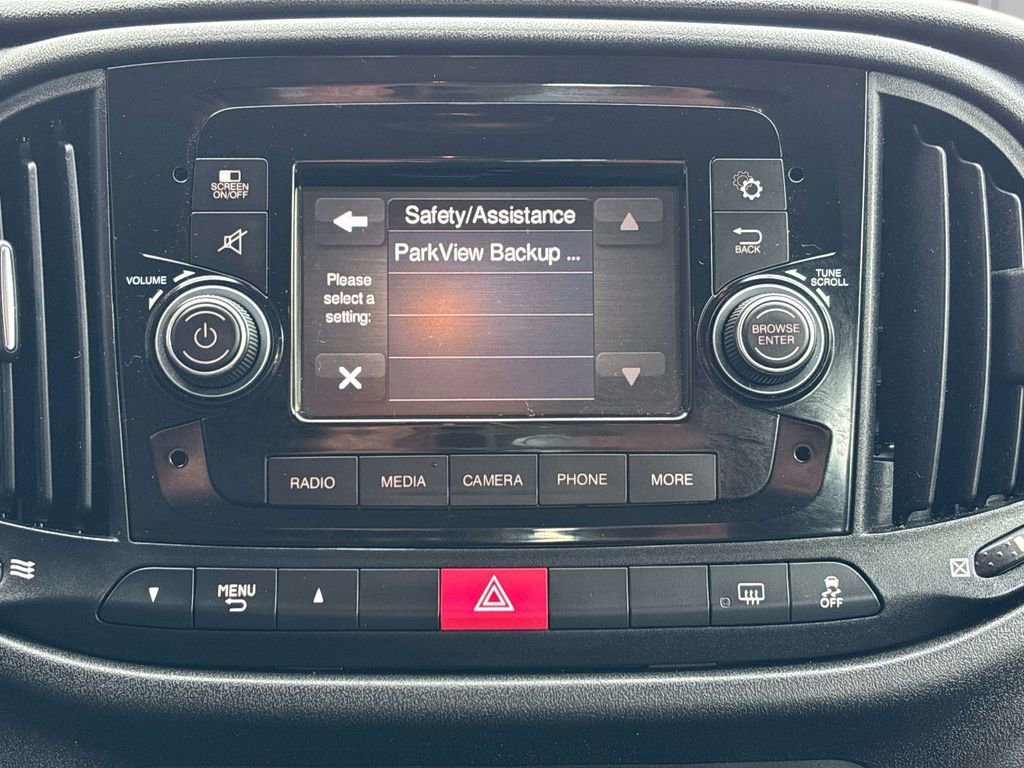 SCREEN
ON/OFF
Safety/Assistance
ParkView Backup ...
Please
select a
setting:
BACK
VOLUME
TUNE
SCROLL
BROWSE
ENTER
RADIO
MEDIA
CAMERA
PHONE
MORE
MENU
OFF